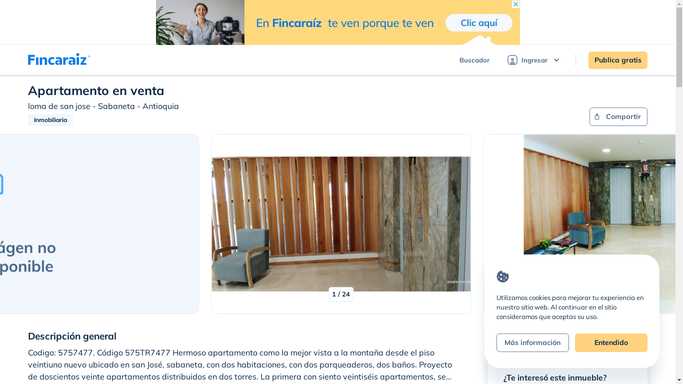 En Fincaraíz te ven porque te ven
Clic aquí
Fincaraiz
Buscador
Ingresar
Publica gratis
Apartamento en venta
loma de san jose - Sabaneta - Antioquia
Inmobiliaria
Compartir
ágen no
ponible
1 / 24
Utilizamos cookies para mejorar tu experiencia en
nuestro sitio web. Al continuar en el sitio
consideramos que aceptas su uso.
Más información
Entendido
Descripción general
Codigo: 5757477. Código 575TR7477 Hermoso apartamento como la mejor vista a la montaña desde el piso
veintiuno nuevo ubicado en san José, sabaneta, con dos habitaciones, con dos parqueaderos, dos baños. Proyecto
de doscientos veinte apartamentos distribuidos en dos torres. La primera con siento veintiséis apartamentos, se...
¿Te interesó este inmueble?